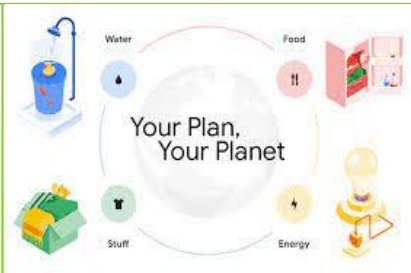 Water
Food
Your Plan,
Your Planet
Stuff
Energy